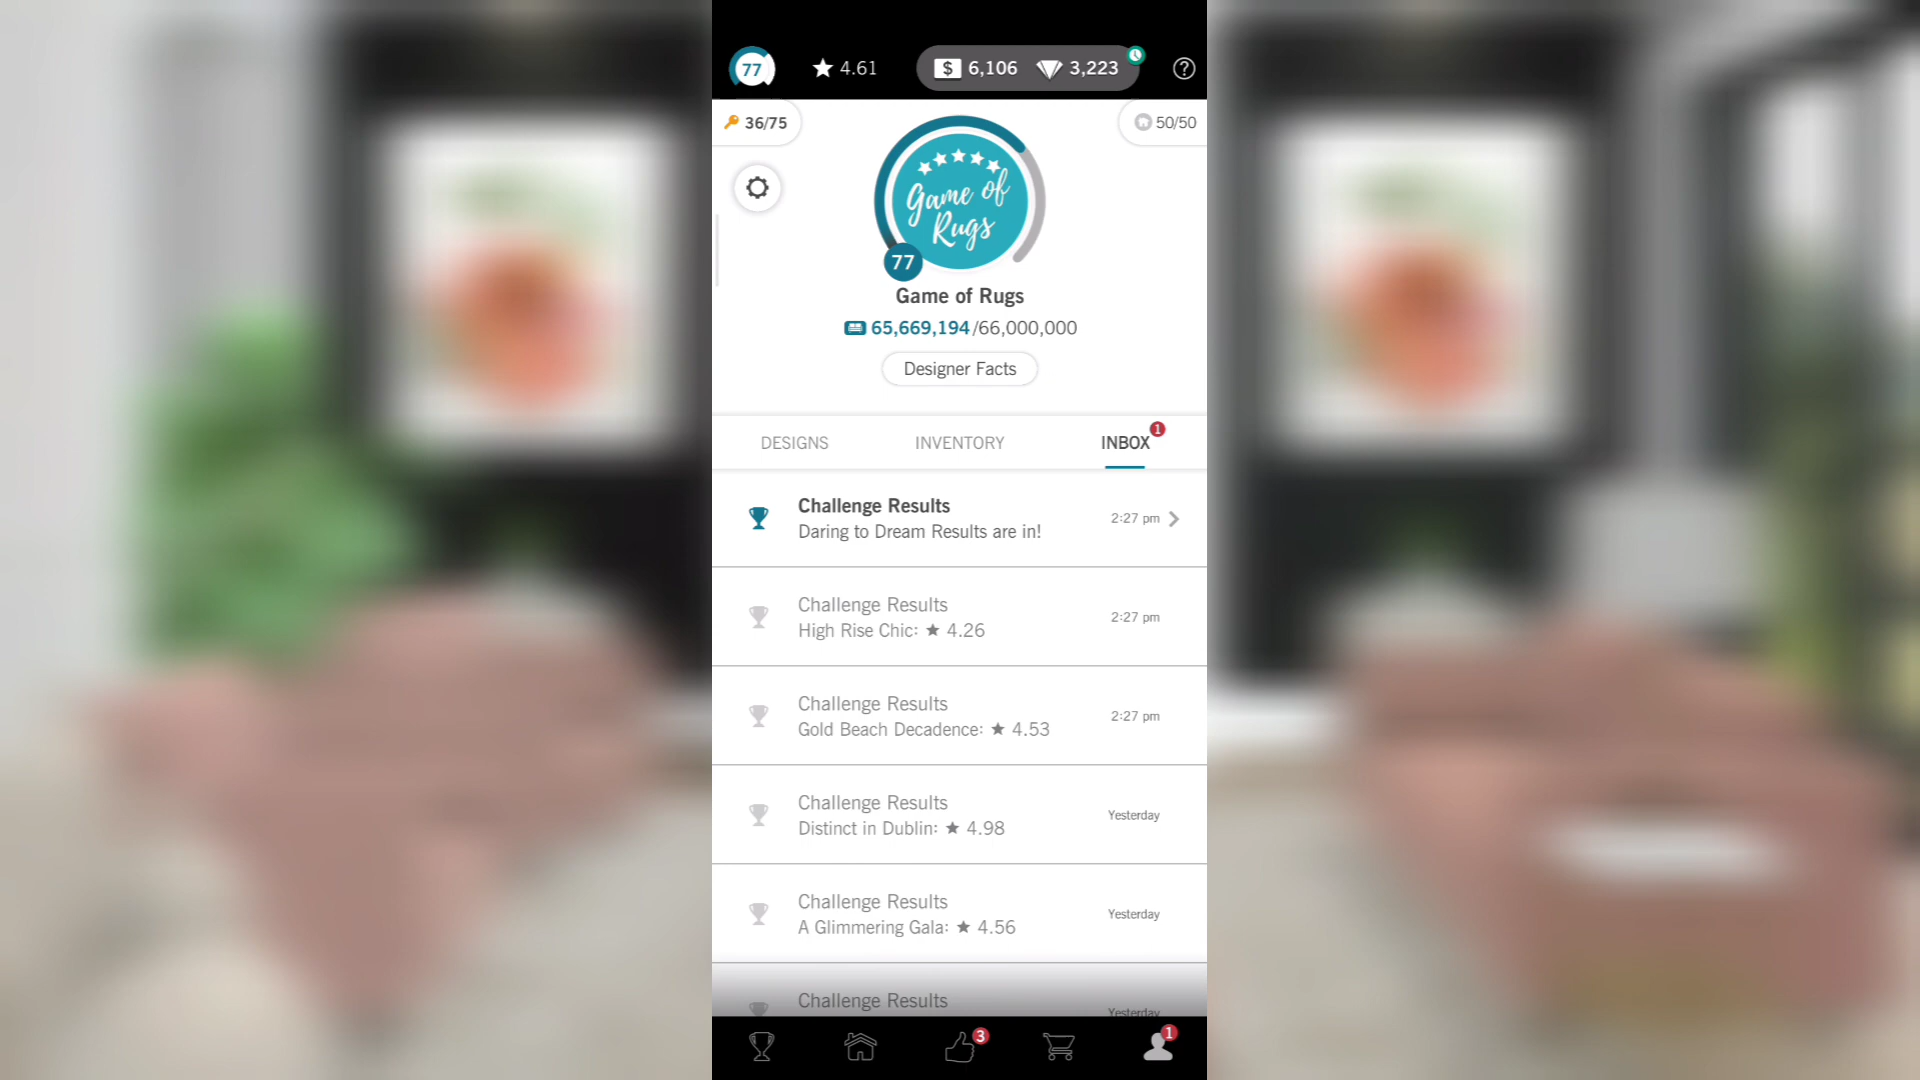 77
4.61
$ 6,106
3,223
?
36/75
50/50
Game of
Rugs
77
Game of Rugs
65,669,194/66,000,000
Designer Facts
DESIGNS
INVENTORY
INBOX
1
Challenge Results
Daring to Dream Results are in!
2:27 pm
Challenge Results
High Rise Chic: ★ 4.26
2:27 pm
Challenge Results
Gold Beach Decadence: ★ 4.53
2:27 pm
Challenge Results
Distinct in Dublin: ★ 4.98
Yesterday
Challenge Results
A Glimmering Gala: ★ 4.56
Yesterday
Challenge Results
Yesterday
3
1